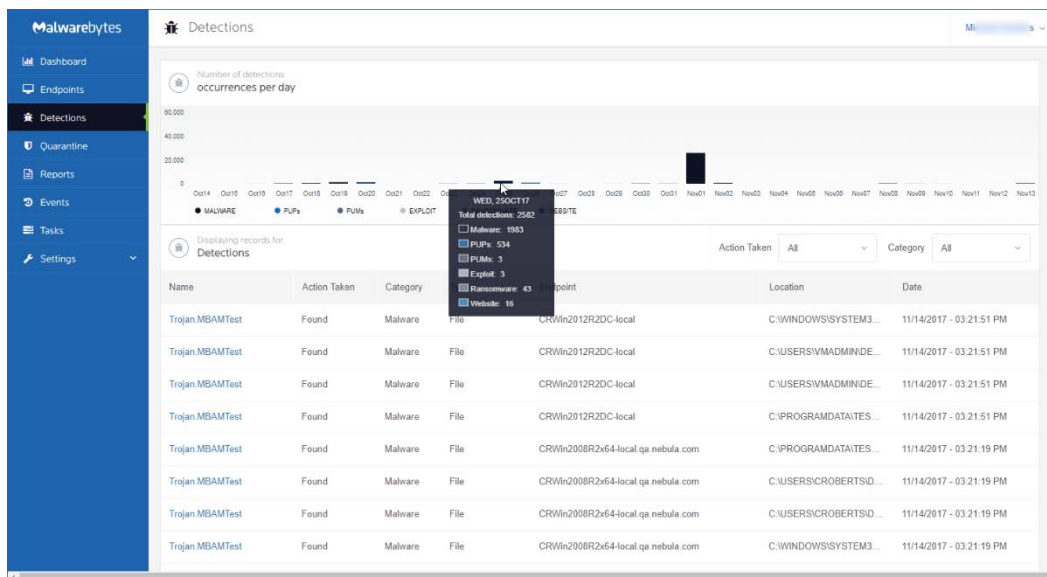 Malwarebytes
Detections
Mi s
Dashboard
Endpoints
Detections
Quarantine
Reports
Events
Tasks
Settings
Number of detections
occurrences per day
60,000
40,000
20,000
0
Oct14 Oct15 Oct16 Oct17 Oct18 Oct19 Oct20 Oct21 Oct22 Oct27 Oct28 Oct29 Oct30 Oct31 Nov01 Nov02 Nov03 Nov04 Nov05 Nov06 Nov07 Nov08 Nov09 Nov10 Nov11 Nov12 Nov13
MALWARE PUPs PUMs EXPLOIT WEBSITE
WED, 25OCT17
Total detections: 2582
Malware: 1983
PUPs: 534
PUMs: 3
Exploit: 3
Ransomware: 43
Website: 16
Displaying records for
Detections
Action Taken All Category All
Name Action Taken Category Endpoint Location Date
Trojan.MBAMTest Found Malware File CRWin2012R2DC-local C:\WINDOWS\SYSTEM3... 11/14/2017 - 03:21:51 PM
Trojan.MBAMTest Found Malware File CRWin2012R2DC-local C:\USERS\VMADMIN\DE... 11/14/2017 - 03:21:51 PM
Trojan.MBAMTest Found Malware File CRWin2012R2DC-local C:\USERS\VMADMIN\DE... 11/14/2017 - 03:21:51 PM
Trojan.MBAMTest Found Malware File CRWin2012R2DC-local C:\PROGRAMDATA\TES... 11/14/2017 - 03:21:51 PM
Trojan.MBAMTest Found Malware File CRWin2008R2x64-local.qa.nebula.com C:\PROGRAMDATA\TES... 11/14/2017 - 03:21:19 PM
Trojan.MBAMTest Found Malware File CRWin2008R2x64-local.qa.nebula.com C:\USERS\CROBERTS\D... 11/14/2017 - 03:21:19 PM
Trojan.MBAMTest Found Malware File CRWin2008R2x64-local.qa.nebula.com C:\USERS\CROBERTS\D... 11/14/2017 - 03:21:19 PM
Trojan.MBAMTest Found Malware File CRWin2008R2x64-local.qa.nebula.com C:\WINDOWS\SYSTEM3... 11/14/2017 - 03:21:19 PM